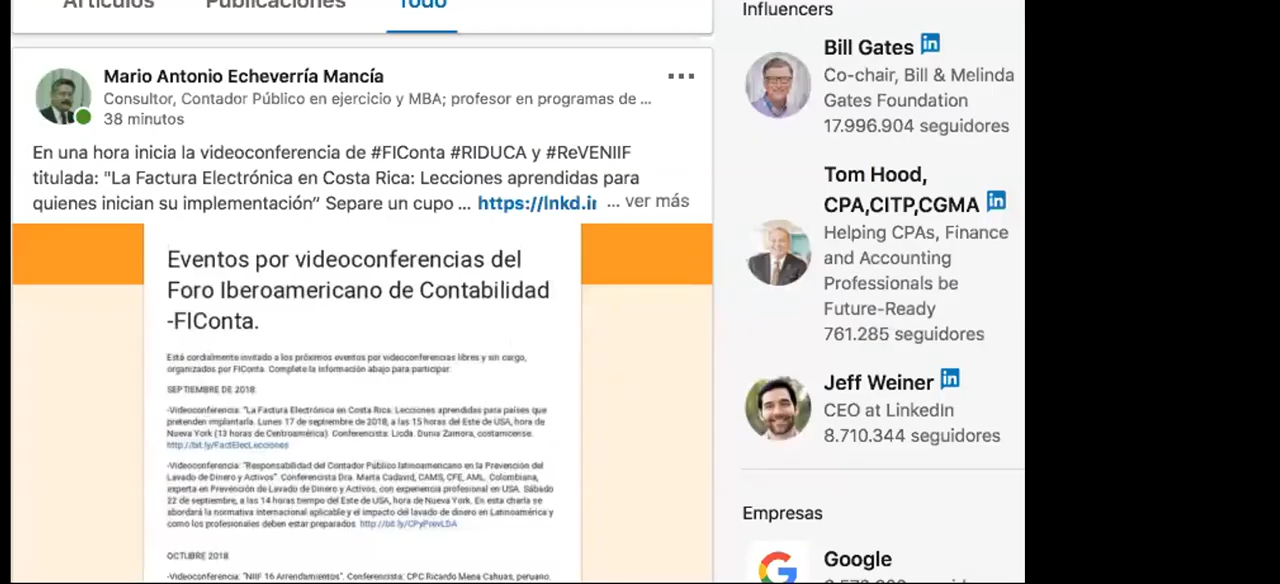 Artículos Publicaciones Todo
Mario Antonio Echeverría Mancía
Consultor, Contador Público en ejercicio y MBA; profesor en programas de ...
38 minutos
En una hora inicia la videoconferencia de #FIConta #RIDUCA y #ReVENIIF
titulada: "La Factura Electrónica en Costa Rica: Lecciones aprendidas para
quienes inician su implementación“ Separe un cupo ... https://lnkd.ir ... ver más
Eventos por videoconferencias del
Foro Iberoamericano de Contabilidad
-FIConta.
Está cordialmente invitado a los próximos eventos por videoconferencias libres y sin cargo,
organizados por FIConta. Complete la información abajo para participar:
SEPTIEMBRE DE 2018:
-Videoconferencia: "La Factura Electrónica en Costa Rica: Lecciones aprendidas para países que
pretenden implantarla. Lunes 17 de septiembre de 2018, a las 15 horas del Este de USA, hora de
Nueva York (13 horas de Centroamérica). Conferencista: Licda. Dunia Zamora, costarricense.
http://bit.ly/FactElecLecciones
-Videoconferencia: "Responsabilidad del Contador Público latinoamericano en la Prevención del
Lavado de Dinero y Activos". Conferencista Dra. Marta Cadavid, CAMS, CFE, AML. Colombiana,
experta en Prevención de Lavado de Dinero y Activos, con experiencia profesional en USA. Sábado
22 de septiembre, a las 14 horas tiempo del Este de USA, hora de Nueva York. En esta charla se
abordará la normativa internacional aplicable y el impacto del lavado de dinero en Latinoamérica y
como los profesionales deben estar preparados. http://bit.ly/CPyPrevLDA
OCTUBRE 2018
-Videoconferencia: "NIIF 16 Arrendamientos". Conferencista: CPC Ricardo Mena Cahuas, peruano.
Influencers
Bill Gates
Co-chair, Bill & Melinda
Gates Foundation
17.996.904 seguidores
Tom Hood,
CPA,CITP,CGMA
Helping CPAs, Finance
and Accounting
Professionals be
Future-Ready
761.285 seguidores
Jeff Weiner
CEO at LinkedIn
8.710.344 seguidores
Empresas
Google